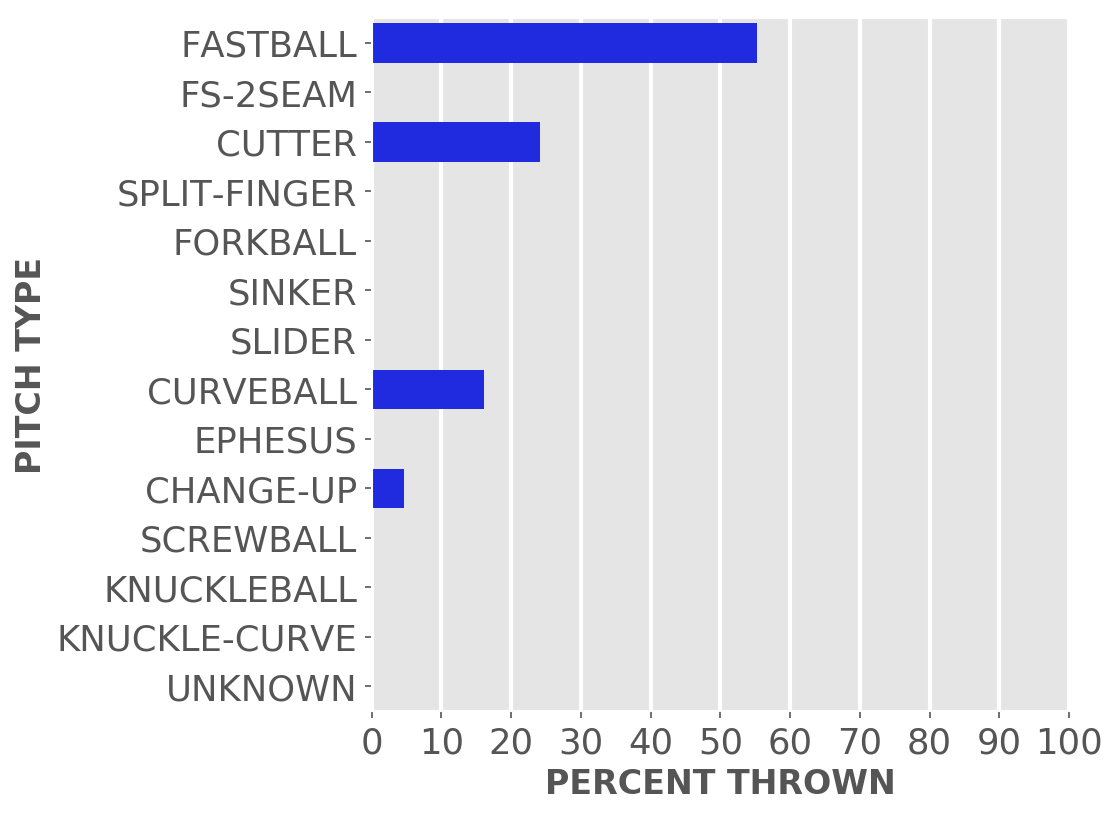 FASTBALL
FS-2SEAM
CUTTER
SPLIT-FINGER
FORKBALL
SINKER
SLIDER
CURVEBALL
EPHESUS
CHANGE-UP
SCREWBALL
KNUCKLEBALL
KNUCKLE-CURVE
UNKNOWN
PITCH TYPE
0 10 20 30 40 50 60 70 80 90 100
PERCENT THROWN